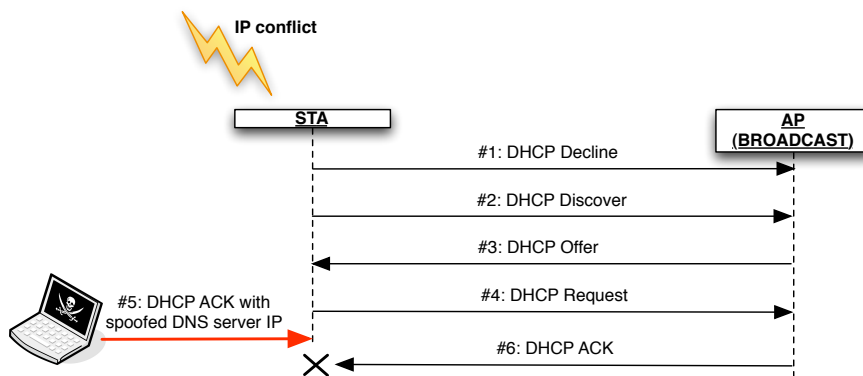 IP conflict
STA
AP
(BROADCAST)
#1: DHCP Decline
#2: DHCP Discover
#3: DHCP Offer
#4: DHCP Request
#5: DHCP ACK with
spoofed DNS server IP
#6: DHCP ACK